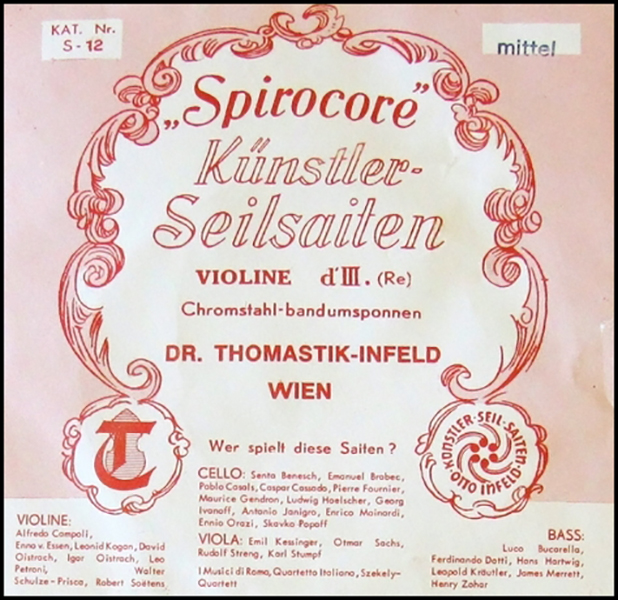 KAT. Nr.
S-12
mittel
„Spirocore”
Künstler-
Seilsaiten
VIOLINE d'III. (Re)
Chromstahl-bandumsponnen
DR. THOMASTIK-INFELD
WIEN
T
KÜNSTLER-SEIL-SAITEN
OTTO INFELD
Wer spielt diese Saiten?
CELLO: Senta Benesch, Emanuel Brabec,
Pablo Casals, Caspar Cassado, Pierre Fournier,
Maurice Gendron, Ludwig Hoelscher, Georg
Ivanoff, Antonio Janigro, Enrico Mainardi,
Ennio Orazi, Slavko Popoff
VIOLA: Emil Kessinger, Otmar Sachs,
Rudolf Streng, Karl Stumpf
I Musici di Roma, Quartetto Italiano, Szekely-
Quartett
VIOLINE:
Alfredo Campoli,
Enno v. Essen, Leonid Kogan, David
Oistrach, Igor Oistrach, Leo
Petroni, Walter
Schulze-Prisca, Robert Soëtens
BASS:
Luco Bucarella,
Ferdinando Dotti, Hans Hartwig,
Leopold Kräutler, James Merrett,
Henry Zohar